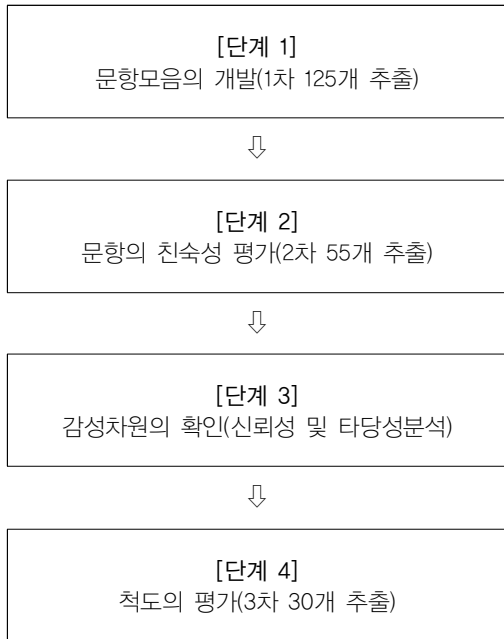 [단계 1]
문항모음의 개발(1차 125개 추출)
⇩
[단계 2]
문항의 친숙성 평가(2차 55개 추출)
⇩
[단계 3]
감성차원의 확인(신뢰성 및 타당성분석)
⇩
[단계 4]
척도의 평가(3차 30개 추출)